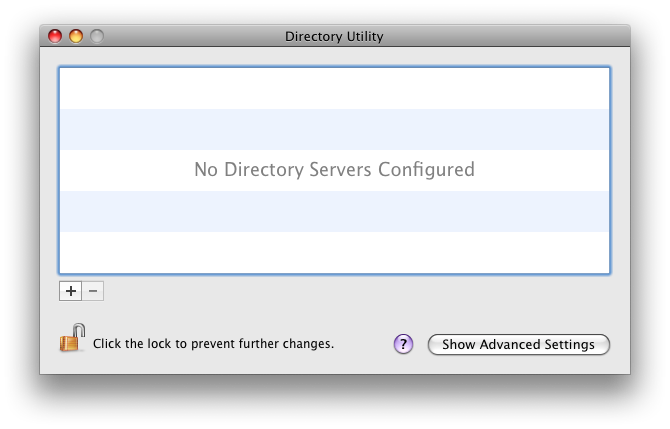 Directory Utility
No Directory Servers Configured
+ −
Click the lock to prevent further changes.
? Show Advanced Settings